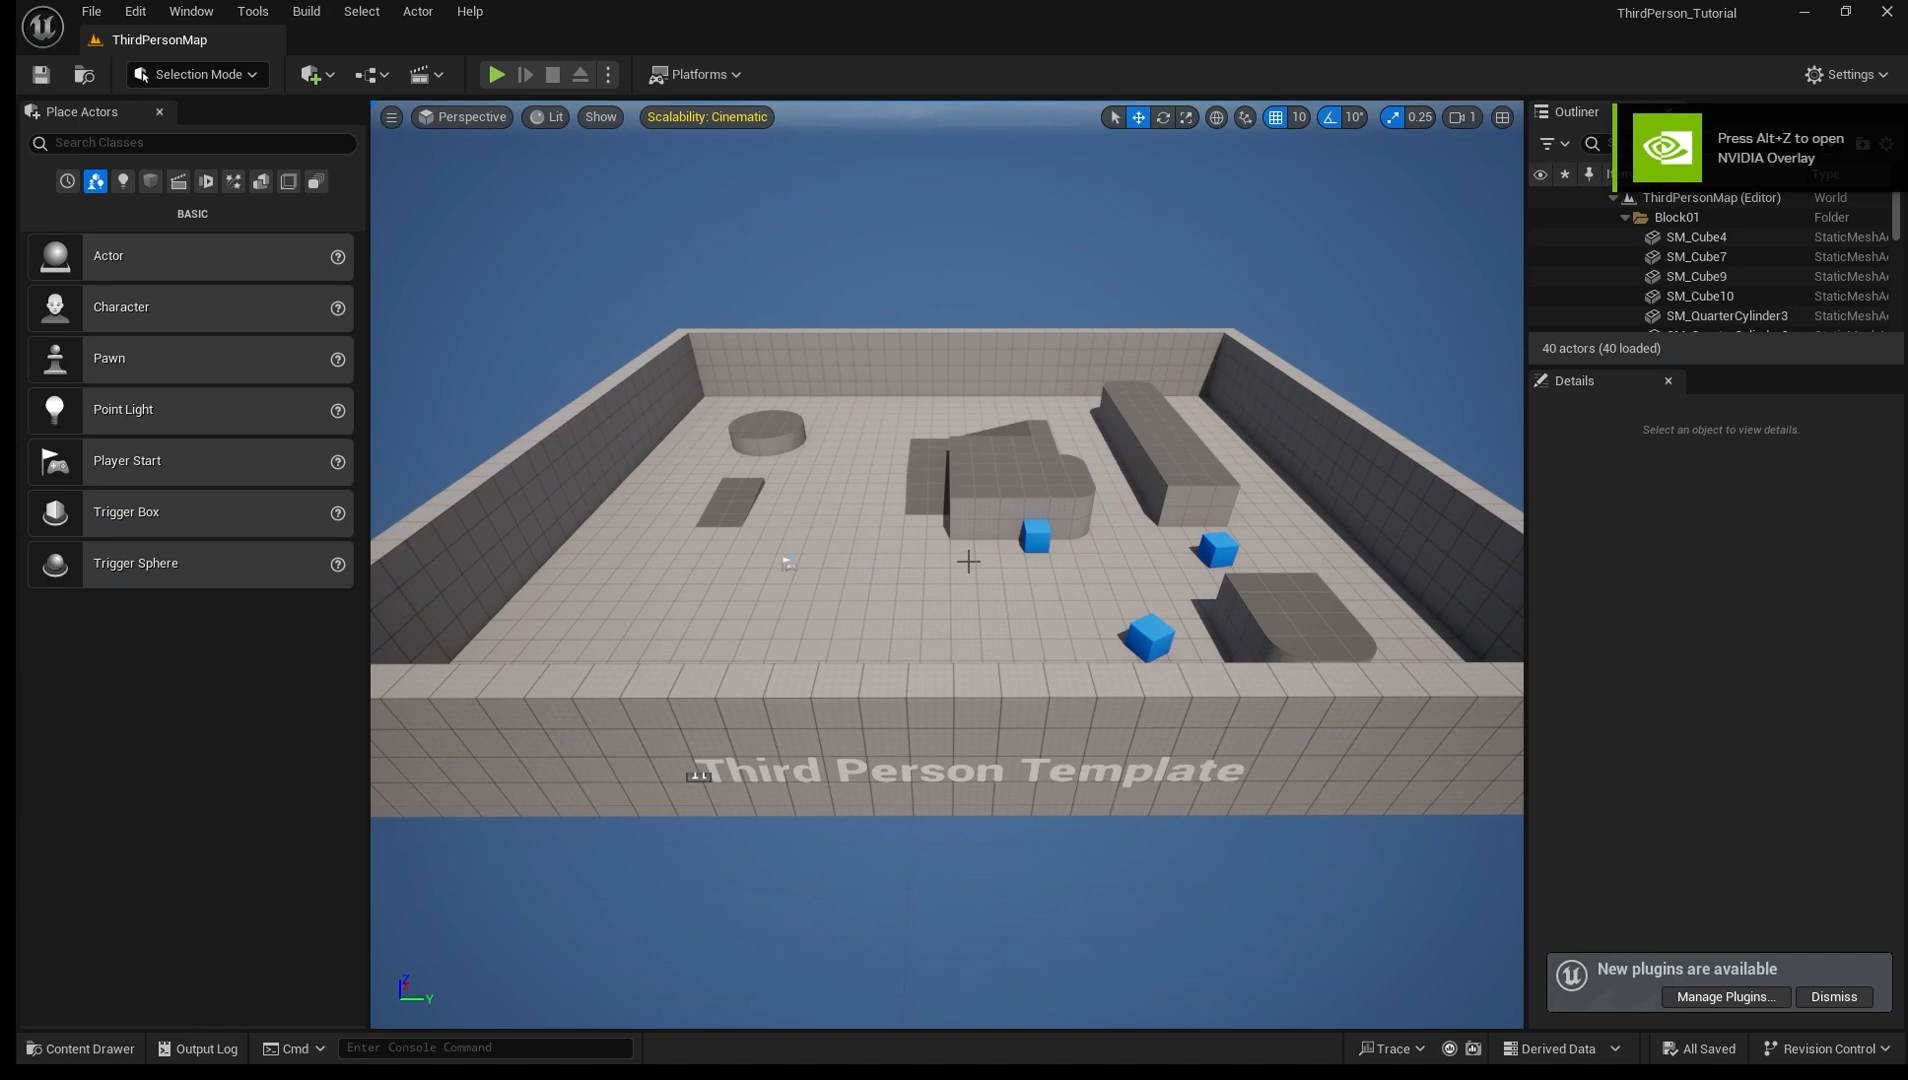 File Edit Window Tools Build Select Actor Help
ThirdPerson_Tutorial
ThirdPersonMap
Selection Mode
Platforms
Settings
Place Actors
Search Classes
BASIC
Actor
Character
Pawn
Point Light
Player Start
Trigger Box
Trigger Sphere
Perspective Lit Show Scalability: Cinematic
10 10° 0.25 1
Third Person Template
Z
Y
Outliner
Press Alt+Z to open
NVIDIA Overlay
Type
ThirdPersonMap (Editor) World
Block01 Folder
SM_Cube4 StaticMeshA
SM_Cube7 StaticMeshA
SM_Cube9 StaticMeshA
SM_Cube10 StaticMeshA
SM_QuarterCylinder3 StaticMeshA
40 actors (40 loaded)
Details
Select an object to view details.
New plugins are available
Manage Plugins... Dismiss
Content Drawer Output Log Cmd Enter Console Command
Trace Derived Data All Saved Revision Control